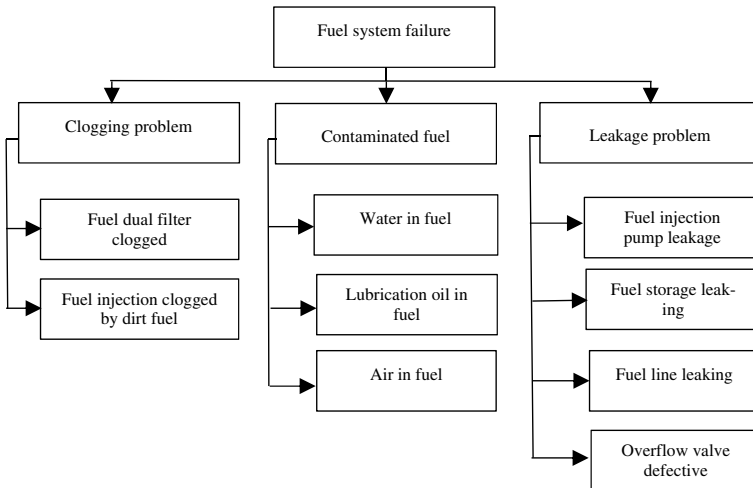 Fuel system failure
Clogging problem
Fuel dual filter
clogged
Fuel injection clogged
by dirt fuel
Contaminated fuel
Water in fuel
Lubrication oil in
fuel
Air in fuel
Leakage problem
Fuel injection
pump leakage
Fuel storage leak-
ing
Fuel line leaking
Overflow valve
defective